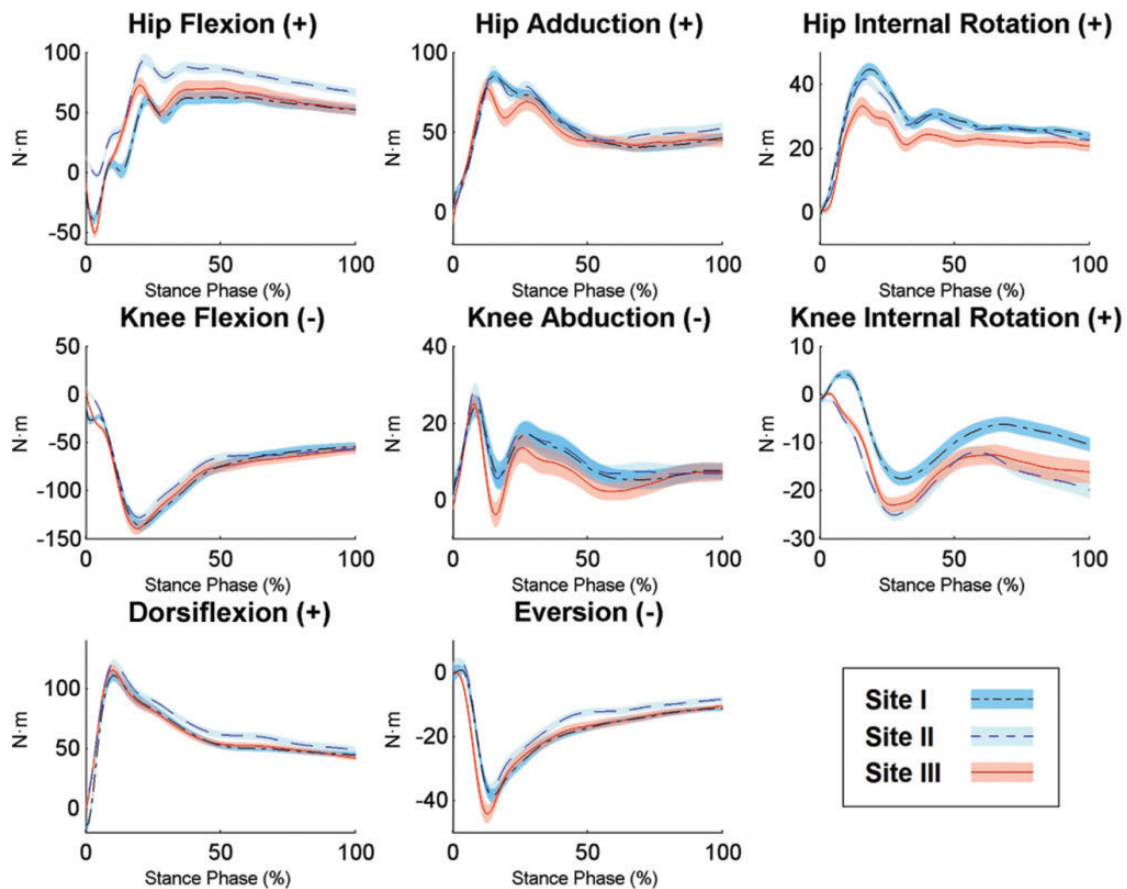 Hip Flexion (+)
100
50
0
-50
N·m
0
50
100
Stance Phase (%)
Hip Adduction (+)
100
50
0
N·m
0
50
100
Stance Phase (%)
Hip Internal Rotation (+)
40
20
0
N·m
0
50
100
Stance Phase (%)
Knee Flexion (-)
50
0
-50
-100
-150
N·m
0
50
100
Stance Phase (%)
Knee Abduction (-)
40
20
0
N·m
0
50
100
Stance Phase (%)
Knee Internal Rotation (+)
10
0
-10
-20
-30
N·m
0
50
100
Stance Phase (%)
Dorsiflexion (+)
100
50
0
N·m
0
50
100
Stance Phase (%)
Eversion (-)
0
-20
-40
N·m
0
50
100
Stance Phase (%)
Site I
Site II
Site III